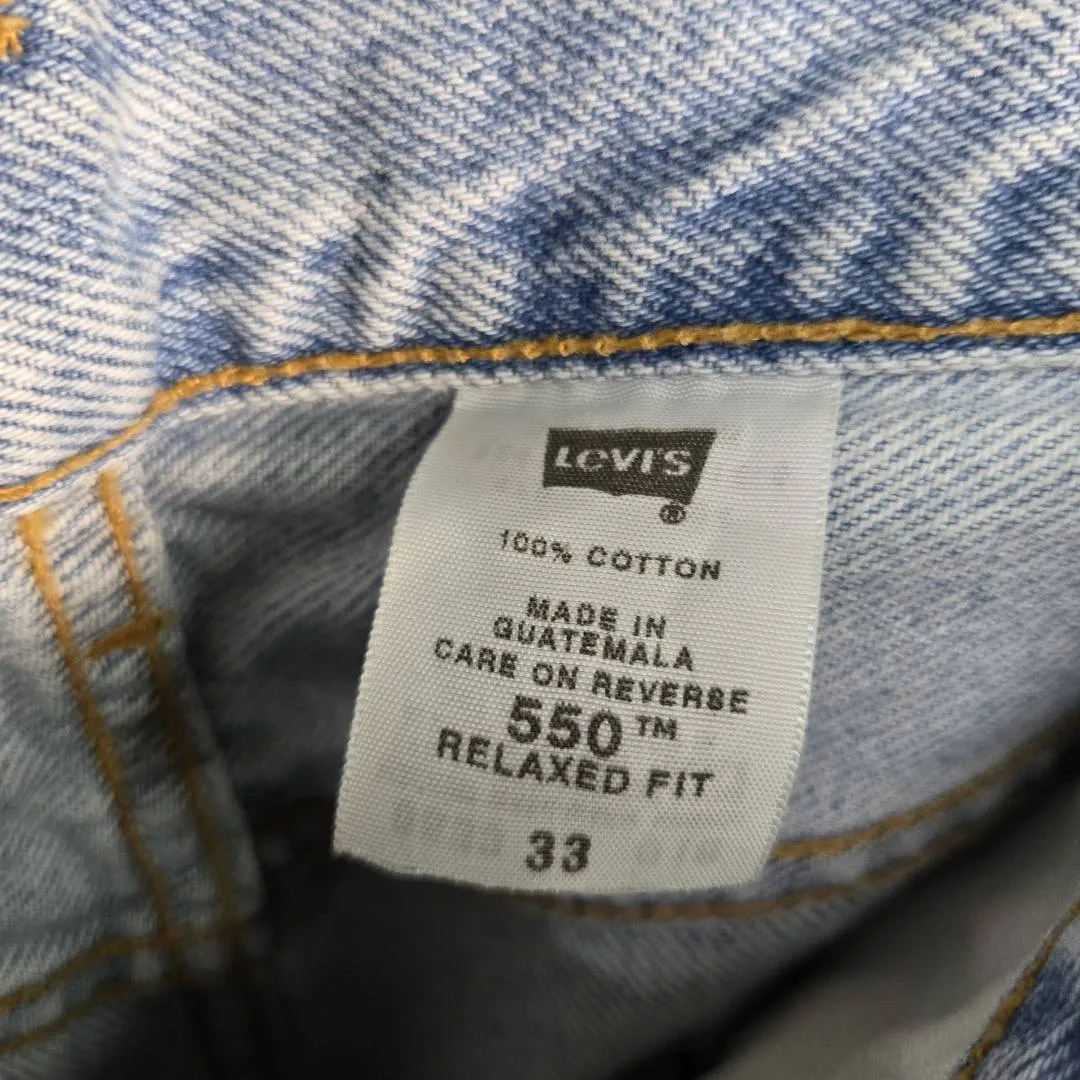 LEVI'S
®
100% COTTON
MADE IN
GUATEMALA
CARE ON REVERSE
550™
RELAXED FIT
33